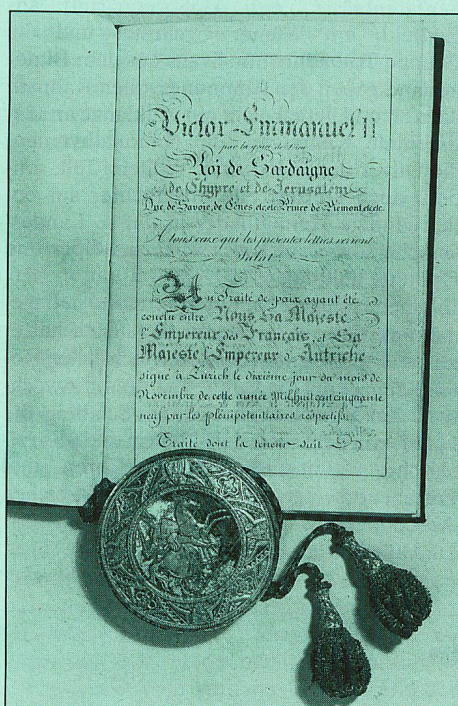 Victor Emmanuel II
par la grace de Dieu
Roi de Sardaigne
de Chypre et de Jerusalem
Duc de Savoie, de Gênes etc. etc. Prince de Piémont etc. etc.
A tous ceux qui les présentes lettres verront
Salut
Un Traité de paix ayant été
conclu entre Nous, Sa Majesté
l'Empereur des Français, et Sa
Majesté l'Empereur d'Autriche
signé à Zurich le dixième jour du mois de
Novembre de cette année Mil huit cent cinquante
neuf par les plénipotentiaires respectifs.
Traité dont la teneur suit